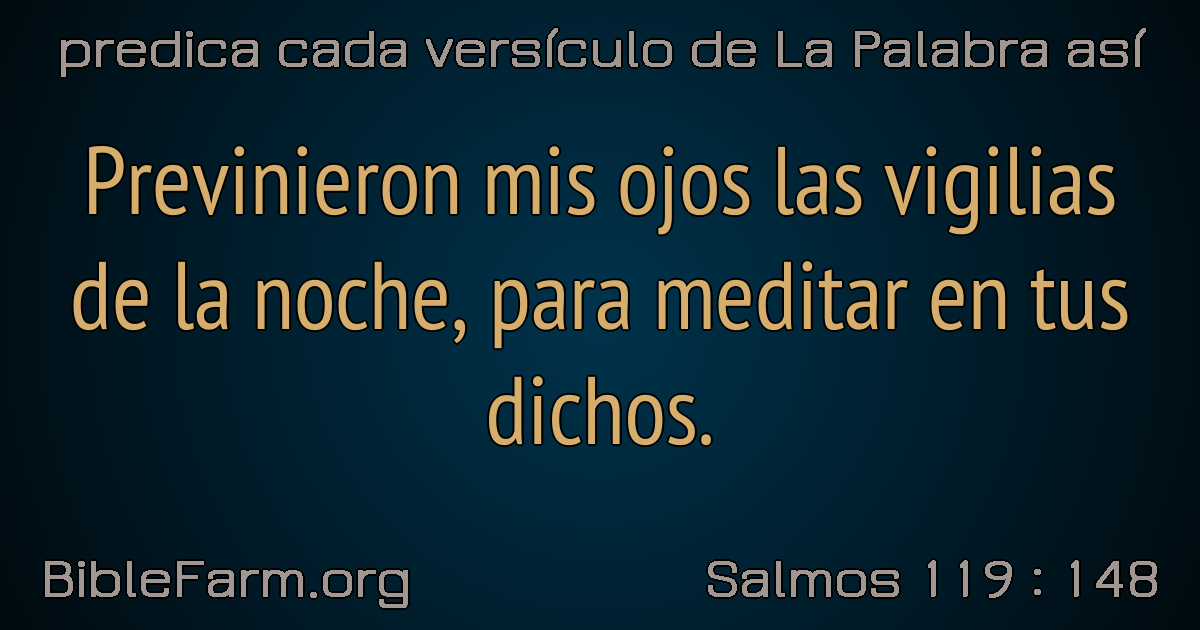 predica cada versículo de La Palabra así
Previnieron mis ojos las vigilias
de la noche, para meditar en tus
dichos.
BibleFarm.org
Salmos 119 : 148